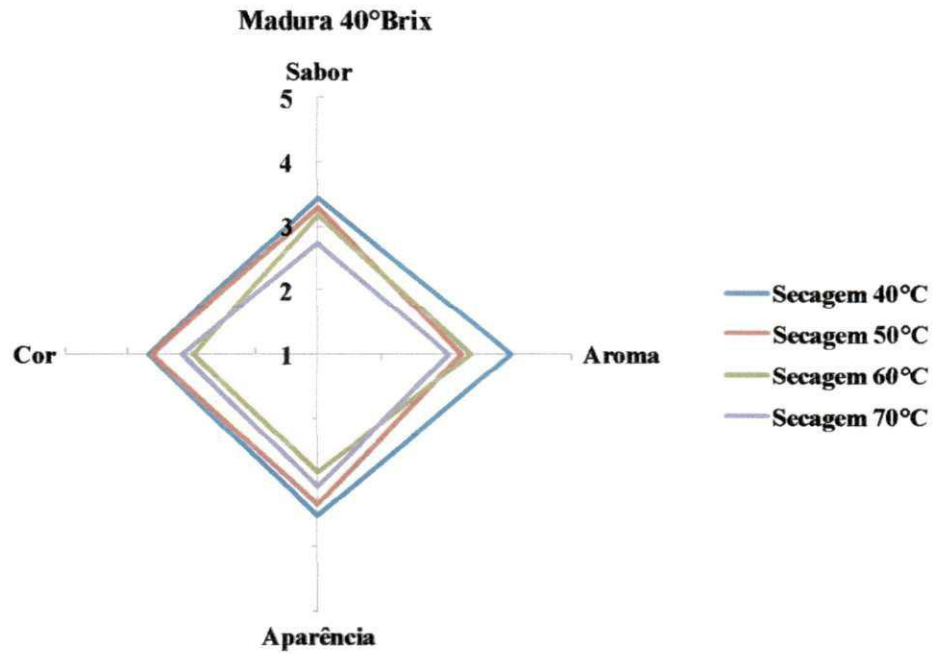 Madura 40°Brix
Sabor
5
4
3
2
1
Cor
Aroma
Aparência
Secagem 40°C
Secagem 50°C
Secagem 60°C
Secagem 70°C